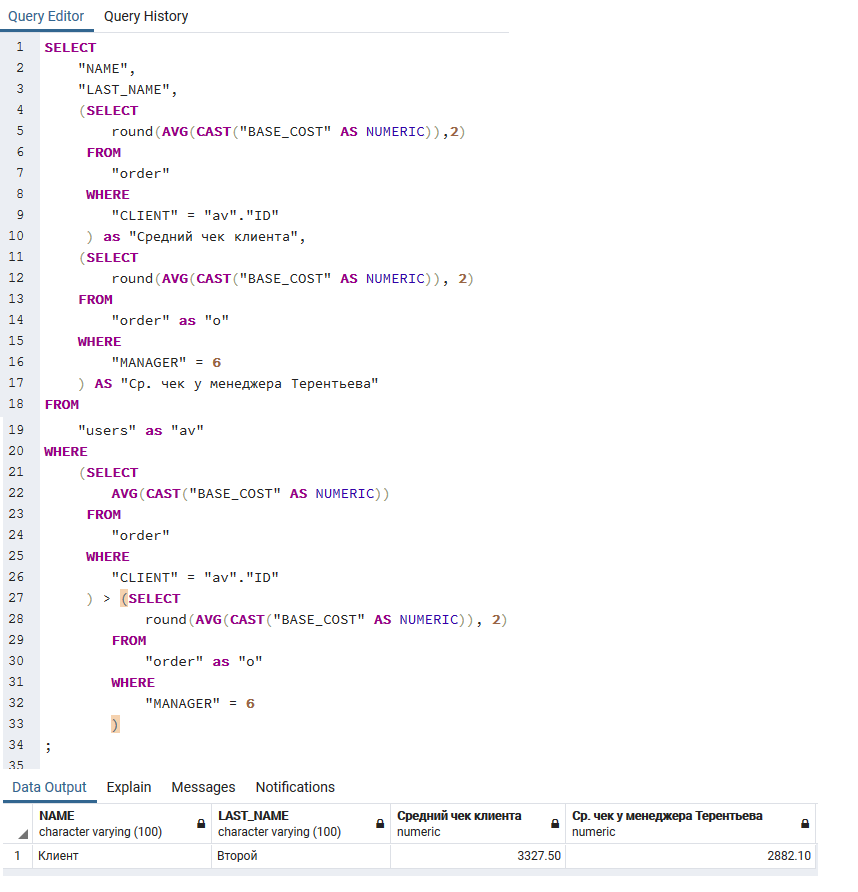 Query Editor Query History
1 SELECT
2 "NAME",
3 "LAST_NAME",
4 (SELECT
5 round(AVG(CAST("BASE_COST" AS NUMERIC)),2)
6 FROM
7 "order"
8 WHERE
9 "CLIENT" = "av"."ID"
10 ) as "Средний чек клиента",
11 (SELECT
12 round(AVG(CAST("BASE_COST" AS NUMERIC)), 2)
13 FROM
14 "order" as "o"
15 WHERE
16 "MANAGER" = 6
17 ) AS "Ср. чек у менеджера Терентьева"
18 FROM
19 "users" as "av"
20 WHERE
21 (SELECT
22 AVG(CAST("BASE_COST" AS NUMERIC))
23 FROM
24 "order"
25 WHERE
26 "CLIENT" = "av"."ID"
27 ) > (SELECT
28 round(AVG(CAST("BASE_COST" AS NUMERIC)), 2)
29 FROM
30 "order" as "o"
31 WHERE
32 "MANAGER" = 6
33 )
34 ;
35
Data Output Explain Messages Notifications
NAME LAST_NAME Средний чек клиента Ср. чек у менеджера Терентьева
character varying (100) character varying (100) numeric numeric
1 Клиент Второй 3327.50 2882.10